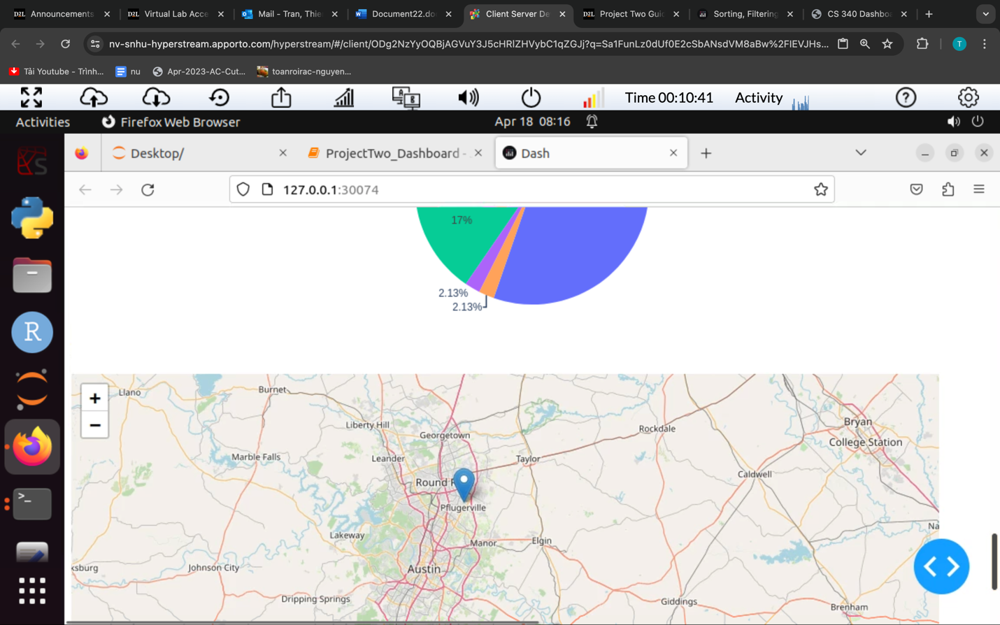 Announcements
Virtual Lab Acce
Mail - Tran, Thie
Document22.do
Client Server De
Project Two Gui
Sorting, Filtering
CS 340 Dashbo
nv-snhu-hyperstream.apporto.com/hyperstream/#/client/ODg2NzYyOQBjAGVuY3J5cHRlZHVybC1qZGJj?q=Sa1FunLz0dUf0E2cSbANsdVM8aBw%2FIEVJHs...
T
Tải Youtube - Trình...
nu
Apr-2023-AC-Cut...
toanroirac-nguyen...
Time 00:10:41
Activity
Activities
Firefox Web Browser
Apr 18 08:16
Desktop/
ProjectTwo_Dashboard -
Dash
127.0.0.1:30074
17%
2.13%
2.13%
Llano
Burnet
Liberty Hill
Georgetown
Rockdale
Bryan
College Station
Marble Falls
Leander
Taylor
Caldwell
Round R
Pflugerville
Lakeway
Manor
Elgin
Na
ksburg
Johnson City
Austin
Dripping Springs
Giddings
Brenham